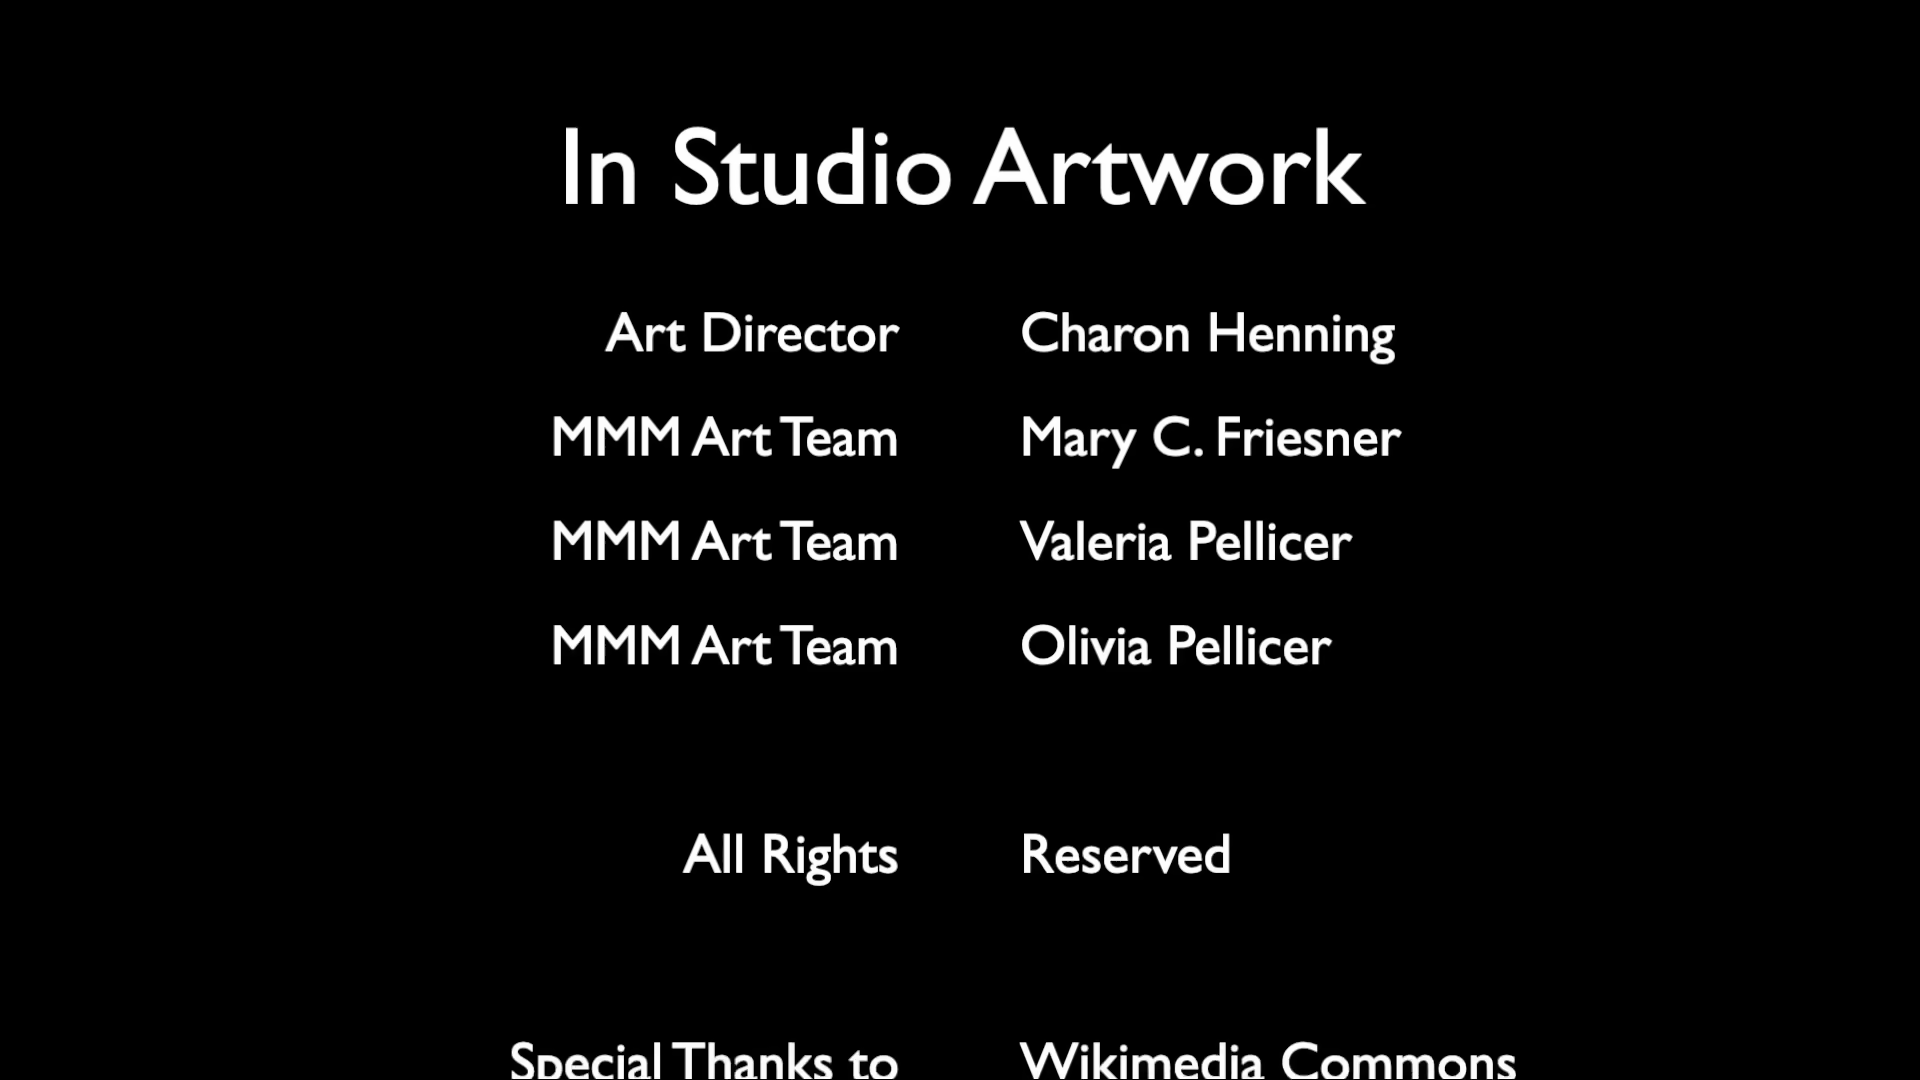 In Studio Artwork
Art Director Charon Henning
MMM Art Team Mary C. Friesner
MMM Art Team Valeria Pellicer
MMM Art Team Olivia Pellicer
All Rights Reserved
Special Thanks to Wikimedia Commons